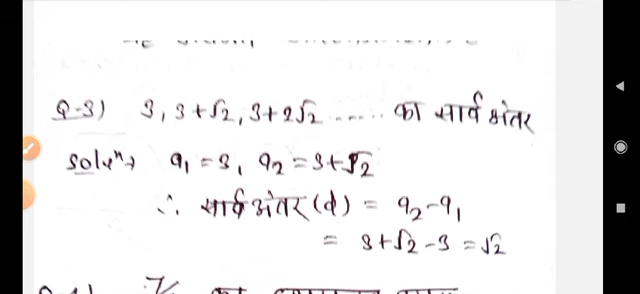 Q-3) 3, 3+√2, 3+2√2 ...... का सार्व अंतर
Solun→ a₁ = 3, a₂ = 3+√2
∴ सार्व अंतर (d) = a₂-a₁
= 3+√2-3 = √2
का